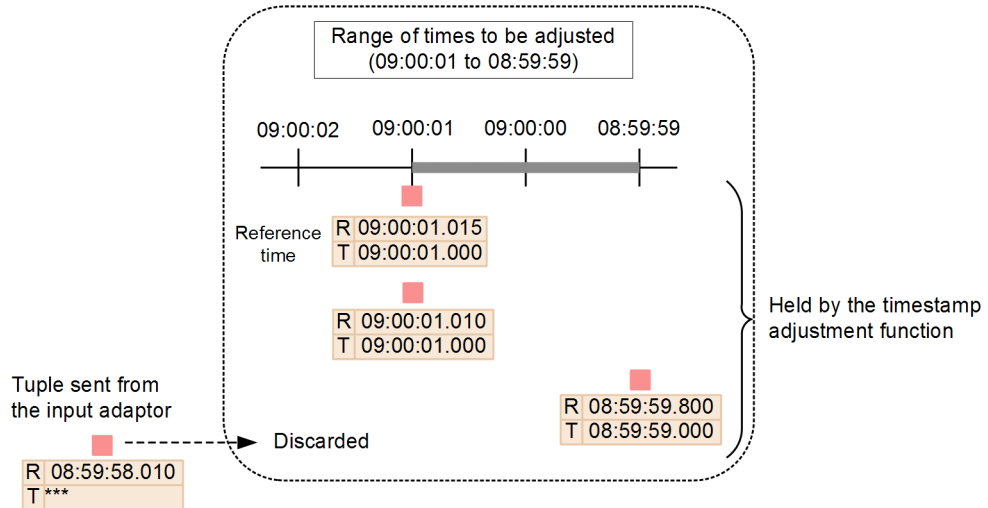 Range of times to be adjusted
(09:00:01 to 08:59:59)
09:00:02
09:00:01
09:00:00
08:59:59
Reference
time
R 09:00:01.015
T 09:00:01.000
R 09:00:01.010
T 09:00:01.000
Held by the timestamp
adjustment function
R 08:59:59.800
T 08:59:59.000
Tuple sent from
the input adaptor
Discarded
R 08:59:58.010
T ***